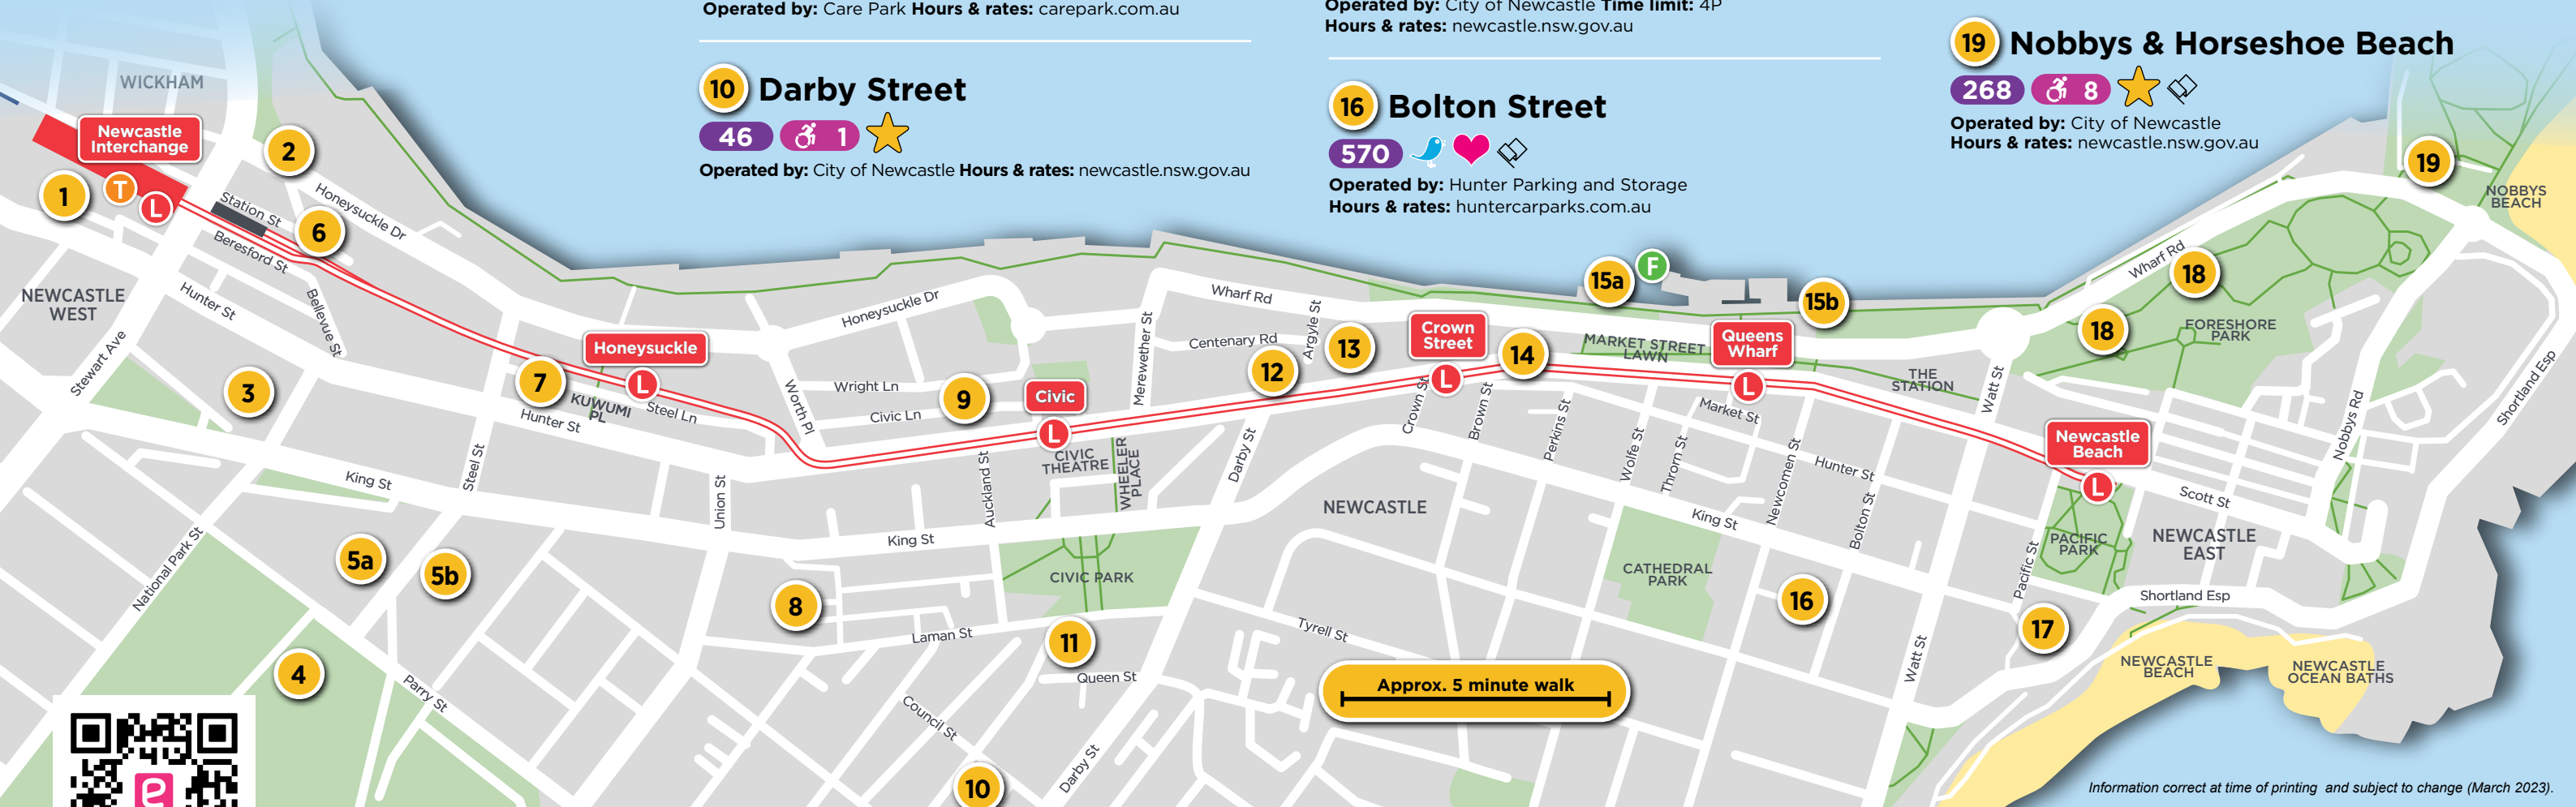 Operated by: Care Park Hours & rates: carepark.com.au
10 Darby Street
46 1
Operated by: City of Newcastle Hours & rates: newcastle.nsw.gov.au
Operated by: City of Newcastle Time limit: 4P
Hours & rates: newcastle.nsw.gov.au
16 Bolton Street
570
Operated by: Hunter Parking and Storage
Hours & rates: huntercarparks.com.au
19 Nobbys & Horseshoe Beach
268 8
Operated by: City of Newcastle
Hours & rates: newcastle.nsw.gov.au
WICKHAM
Newcastle
Interchange
1
T
L
2
Station St
Honeysuckle Dr
6
Beresford St
NEWCASTLE
WEST
Hunter St
Bellevue St
Stewart Ave
3
7
Honeysuckle
L
KUWUMI
PL
Steel Ln
Hunter St
King St
Steel St
National Park St
5a
5b
4
Parry St
e
Union St
Worth Pl
Honeysuckle Dr
Wright Ln
Civic Ln
9
Civic
L
CIVIC
THEATRE
WHEELER
PLACE
Auckland St
King St
8
CIVIC PARK
Laman St
11
Queen St
Council St
10
Darby St
Merewether St
Wharf Rd
Centenary Rd
Argyle St
12
13
Darby St
Crown
Street
L
Crown St
14
Brown St
15a
F
15b
MARKET STREET
LAWN
Queens
Wharf
L
Market St
Perkins St
Wolfe St
Thorn St
Newcomen St
Hunter St
Bolton St
King St
NEWCASTLE
CATHEDRAL
PARK
16
Tyrell St
Approx. 5 minute walk
THE
STATION
Watt St
Watt St
Wharf Rd
18
18
FORESHORE
PARK
19
NOBBYS
BEACH
Nobbys Rd
Shortland Esp
Newcastle
Beach
L
Scott St
PACIFIC
PARK
Pacific St
NEWCASTLE
EAST
Shortland Esp
17
NEWCASTLE
BEACH
NEWCASTLE
OCEAN BATHS
Information correct at time of printing and subject to change (March 2023).